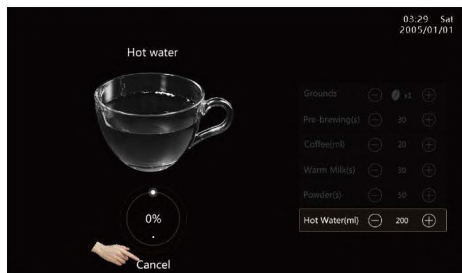 03:29 Sat
2005/01/01
Hot water
Grounds x1
Pre-brewing(s) 30
Coffee(ml) 20
Warm Milk(s) 30
Powder(s) 50
Hot Water(ml) 200
0%
Cancel